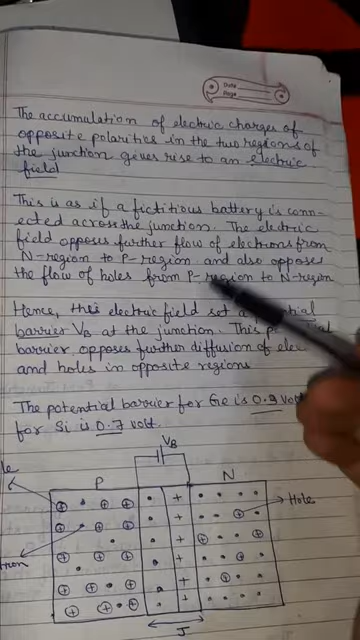 Date
Page
The accumulation of electric charges of
opposite polarities in the two regions of
the junction gives rise to an electric
field
This is as if a fictitious battery is conn-
ected across the junction. The electric
field opposes further flow of electrons from
N-region to P-region and also opposes
the flow of holes from P-region to N-region
Hence, this electric field set a potential
barrier VB at the junction. This
barrier opposes further diffusion of
and holes in opposite regions
The potential barrier for Ge is 0.9 volt
for Si is 0.7 volt.
VB
P N
Hole
J